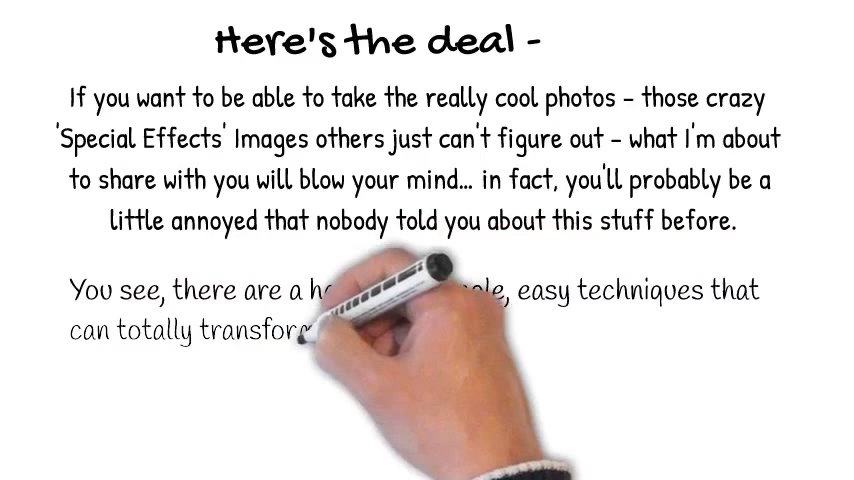 Here's the deal -
If you want to be able to take the really cool photos - those crazy
'Special Effects' Images others just can't figure out - what I'm about
to share with you will blow your mind... in fact, you'll probably be a
little annoyed that nobody told you about this stuff before.
You see, there are a easy techniques that
can totally